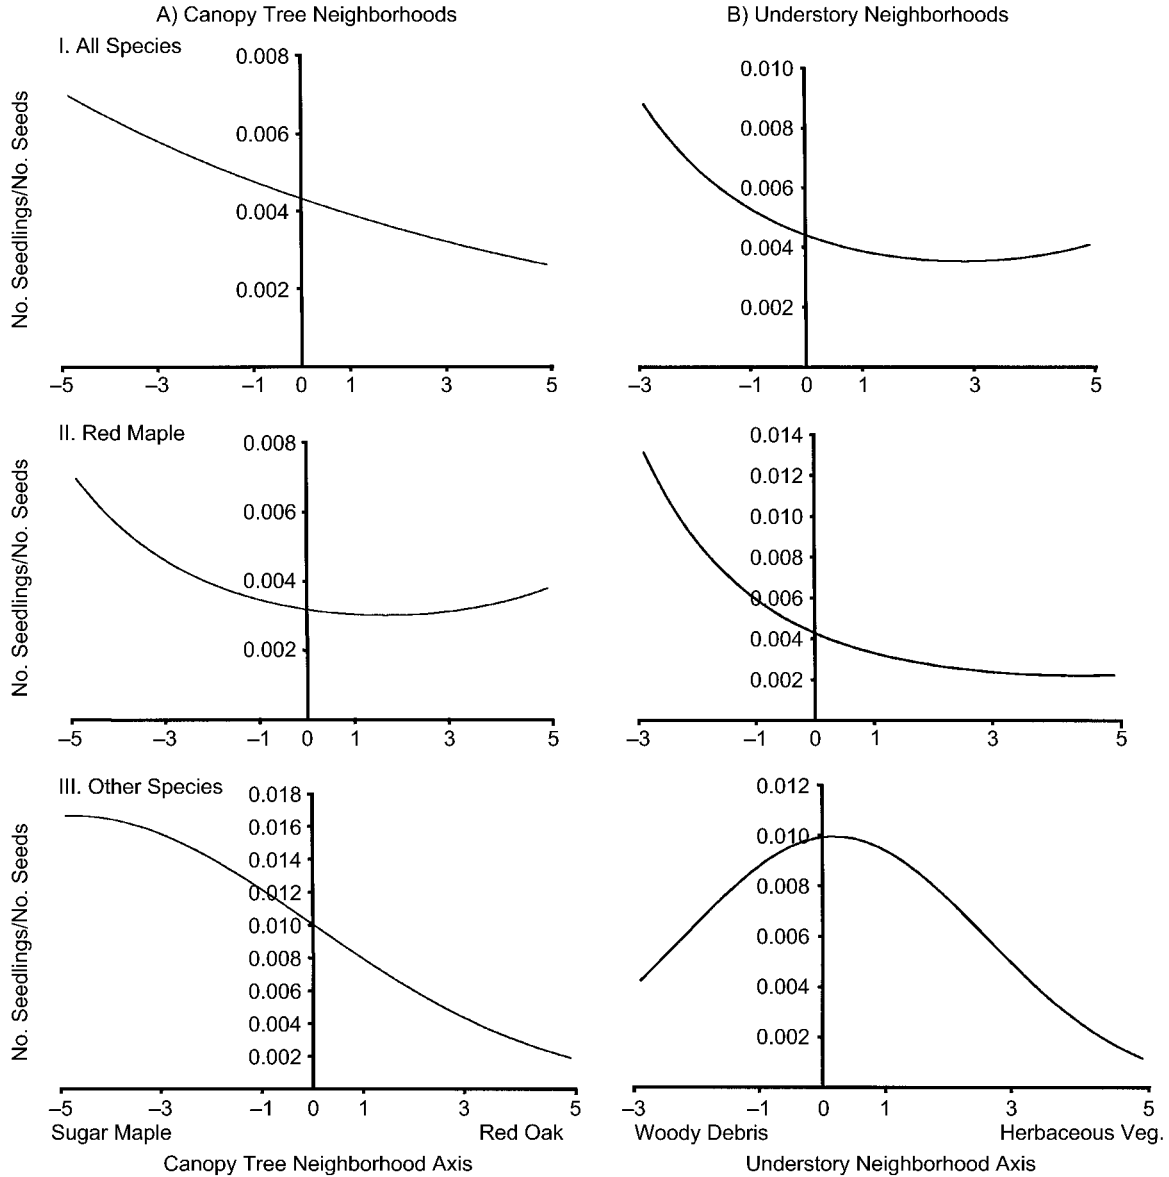 A) Canopy Tree Neighborhoods
B) Understory Neighborhoods
I. All Species
No. Seedlings/No. Seeds
0.008
0.006
0.004
0.002
–5 –3 –1 0 1 3 5
0.010
0.008
0.006
0.004
0.002
–3 –1 0 1 3 5
II. Red Maple
No. Seedlings/No. Seeds
0.008
0.006
0.004
0.002
–5 –3 –1 0 1 3 5
0.014
0.012
0.010
0.008
0.006
0.004
0.002
–3 –1 0 1 3 5
III. Other Species
No. Seedlings/No. Seeds
0.018
0.016
0.014
0.012
0.010
0.008
0.006
0.004
0.002
–5 –3 –1 0 1 3 5
Sugar Maple Red Oak
Canopy Tree Neighborhood Axis
0.012
0.010
0.008
0.006
0.004
0.002
–3 –1 0 1 3 5
Woody Debris Herbaceous Veg.
Understory Neighborhood Axis